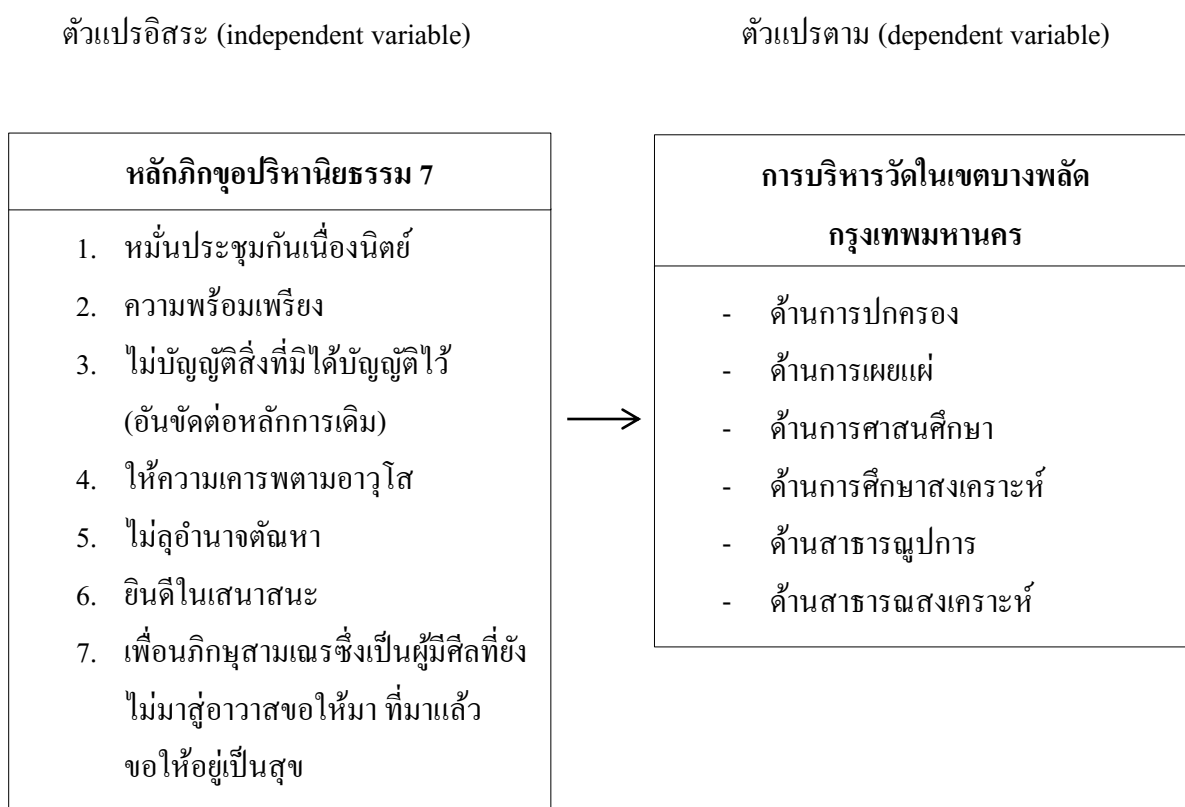 ตัวแปรอิสระ (independent variable)
ตัวแปรตาม (dependent variable)
หลักภิกขุอปริหานิยธรรม 7
1. หมั่นประชุมกันเนื่องนิตย์
2. ความพร้อมเพรียง
3. ไม่บัญญัติสิ่งที่มิได้บัญญัติไว้
(อันขัดต่อหลักการเดิม)
4. ให้ความเคารพตามอาวุโส
5. ไม่ลุอำนาจตัณหา
6. ยินดีในเสนาสนะ
7. เพื่อนภิกษุสามเณรซึ่งเป็นผู้มีศีลที่ยัง
ไม่มาสู่อาวาสขอให้มา ที่มาแล้ว
ขอให้อยู่เป็นสุข
การบริหารวัดในเขตบางพลัด
กรุงเทพมหานคร
- ด้านการปกครอง
- ด้านการเผยแผ่
- ด้านการศาสนศึกษา
- ด้านการศึกษาสงเคราะห์
- ด้านสาธารณูปการ
- ด้านสาธารณสงเคราะห์